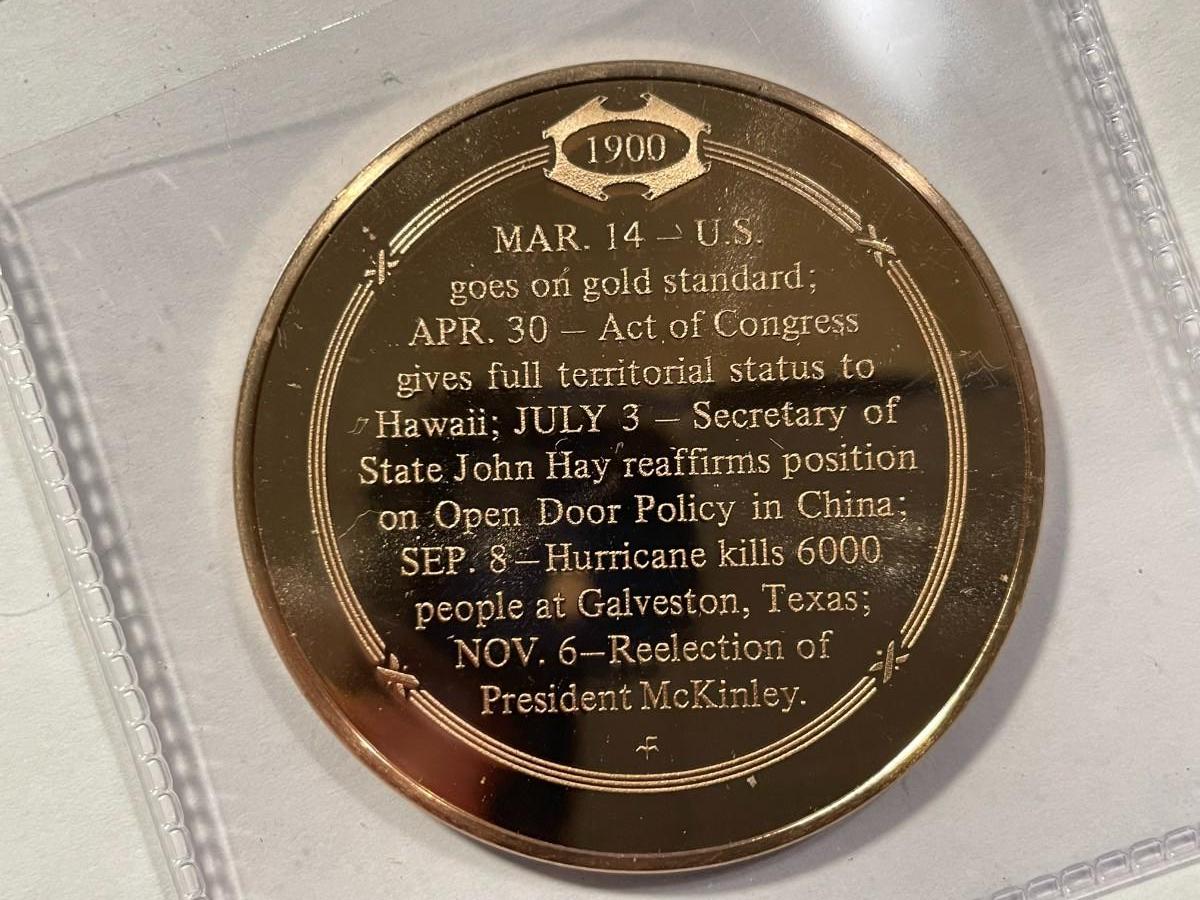 1900
MAR. 14 – U.S.
goes on gold standard;
APR. 30 – Act of Congress
gives full territorial status to
Hawaii; JULY 3 – Secretary of
State John Hay reaffirms position
on Open Door Policy in China;
SEP. 8–Hurricane kills 6000
people at Galveston, Texas;
NOV. 6–Reelection of
President McKinley.